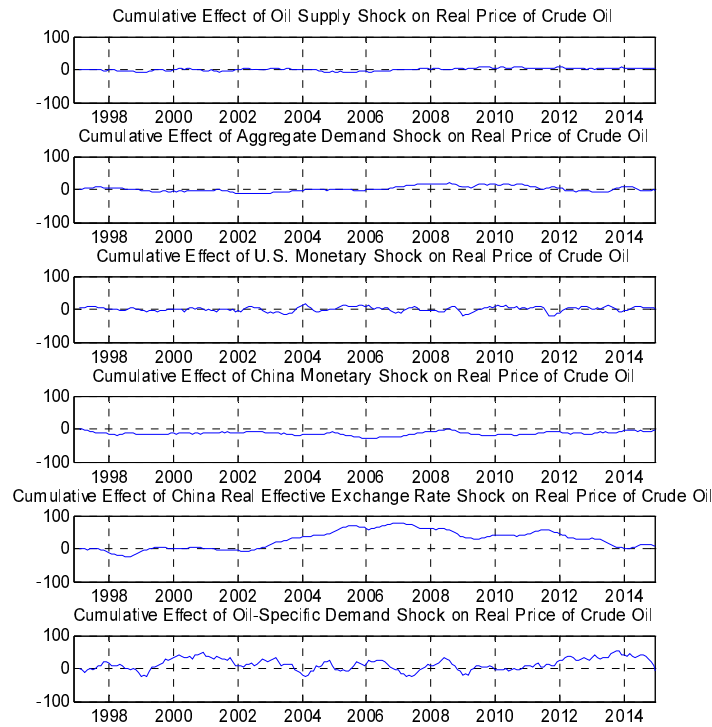 Cumulative Effect of Oil Supply Shock on Real Price of Crude Oil
100
0
-100
1998 2000 2002 2004 2006 2008 2010 2012 2014
Cumulative Effect of Aggregate Demand Shock on Real Price of Crude Oil
100
0
-100
1998 2000 2002 2004 2006 2008 2010 2012 2014
Cumulative Effect of U.S. Monetary Shock on Real Price of Crude Oil
100
0
-100
1998 2000 2002 2004 2006 2008 2010 2012 2014
Cumulative Effect of China Monetary Shock on Real Price of Crude Oil
100
0
-100
1998 2000 2002 2004 2006 2008 2010 2012 2014
Cumulative Effect of China Real Effective Exchange Rate Shock on Real Price of Crude Oil
100
0
-100
1998 2000 2002 2004 2006 2008 2010 2012 2014
Cumulative Effect of Oil-Specific Demand Shock on Real Price of Crude Oil
100
0
-100
1998 2000 2002 2004 2006 2008 2010 2012 2014